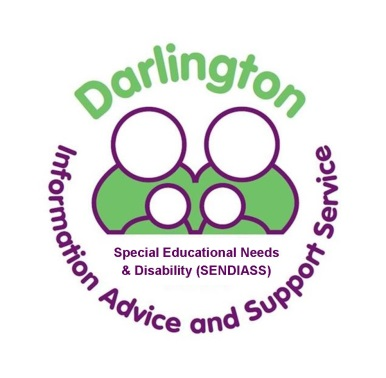 Darlington
Special Educational Needs
& Disability (SENDIASS)
Information Advice and Support Service